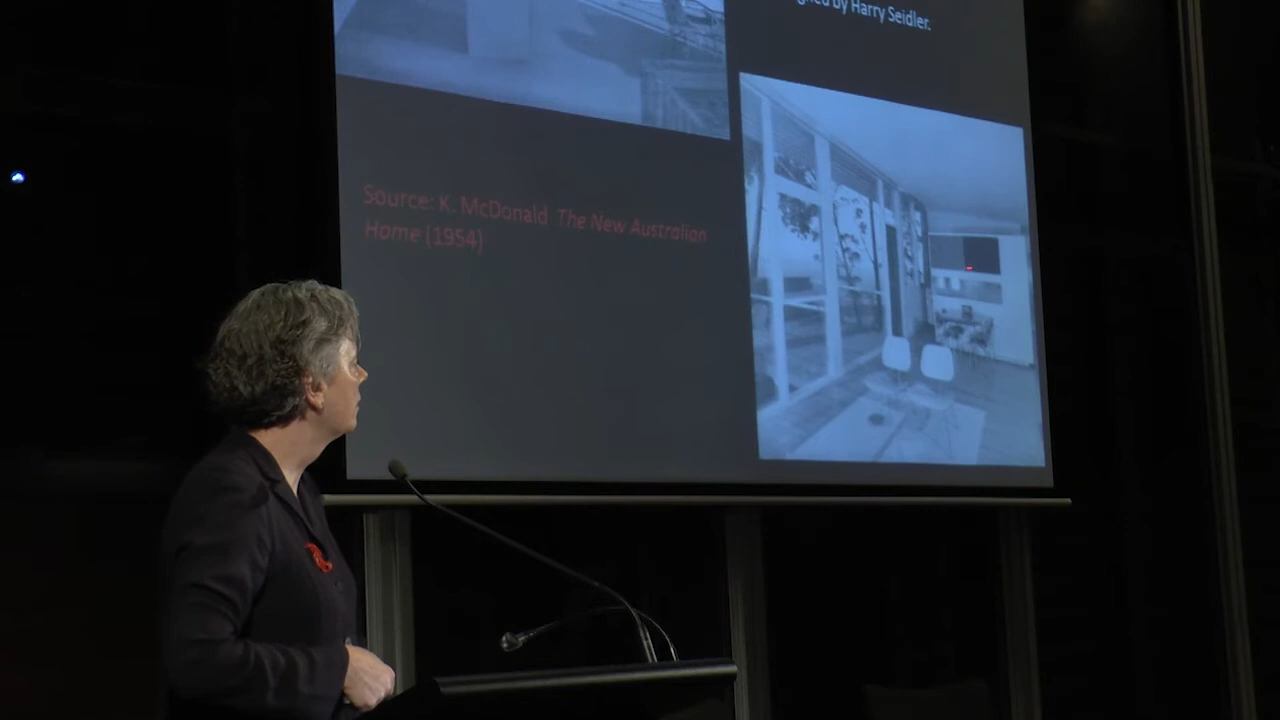 by Harry Seidler.
Source: K. McDonald The New Australian
Home (1954)